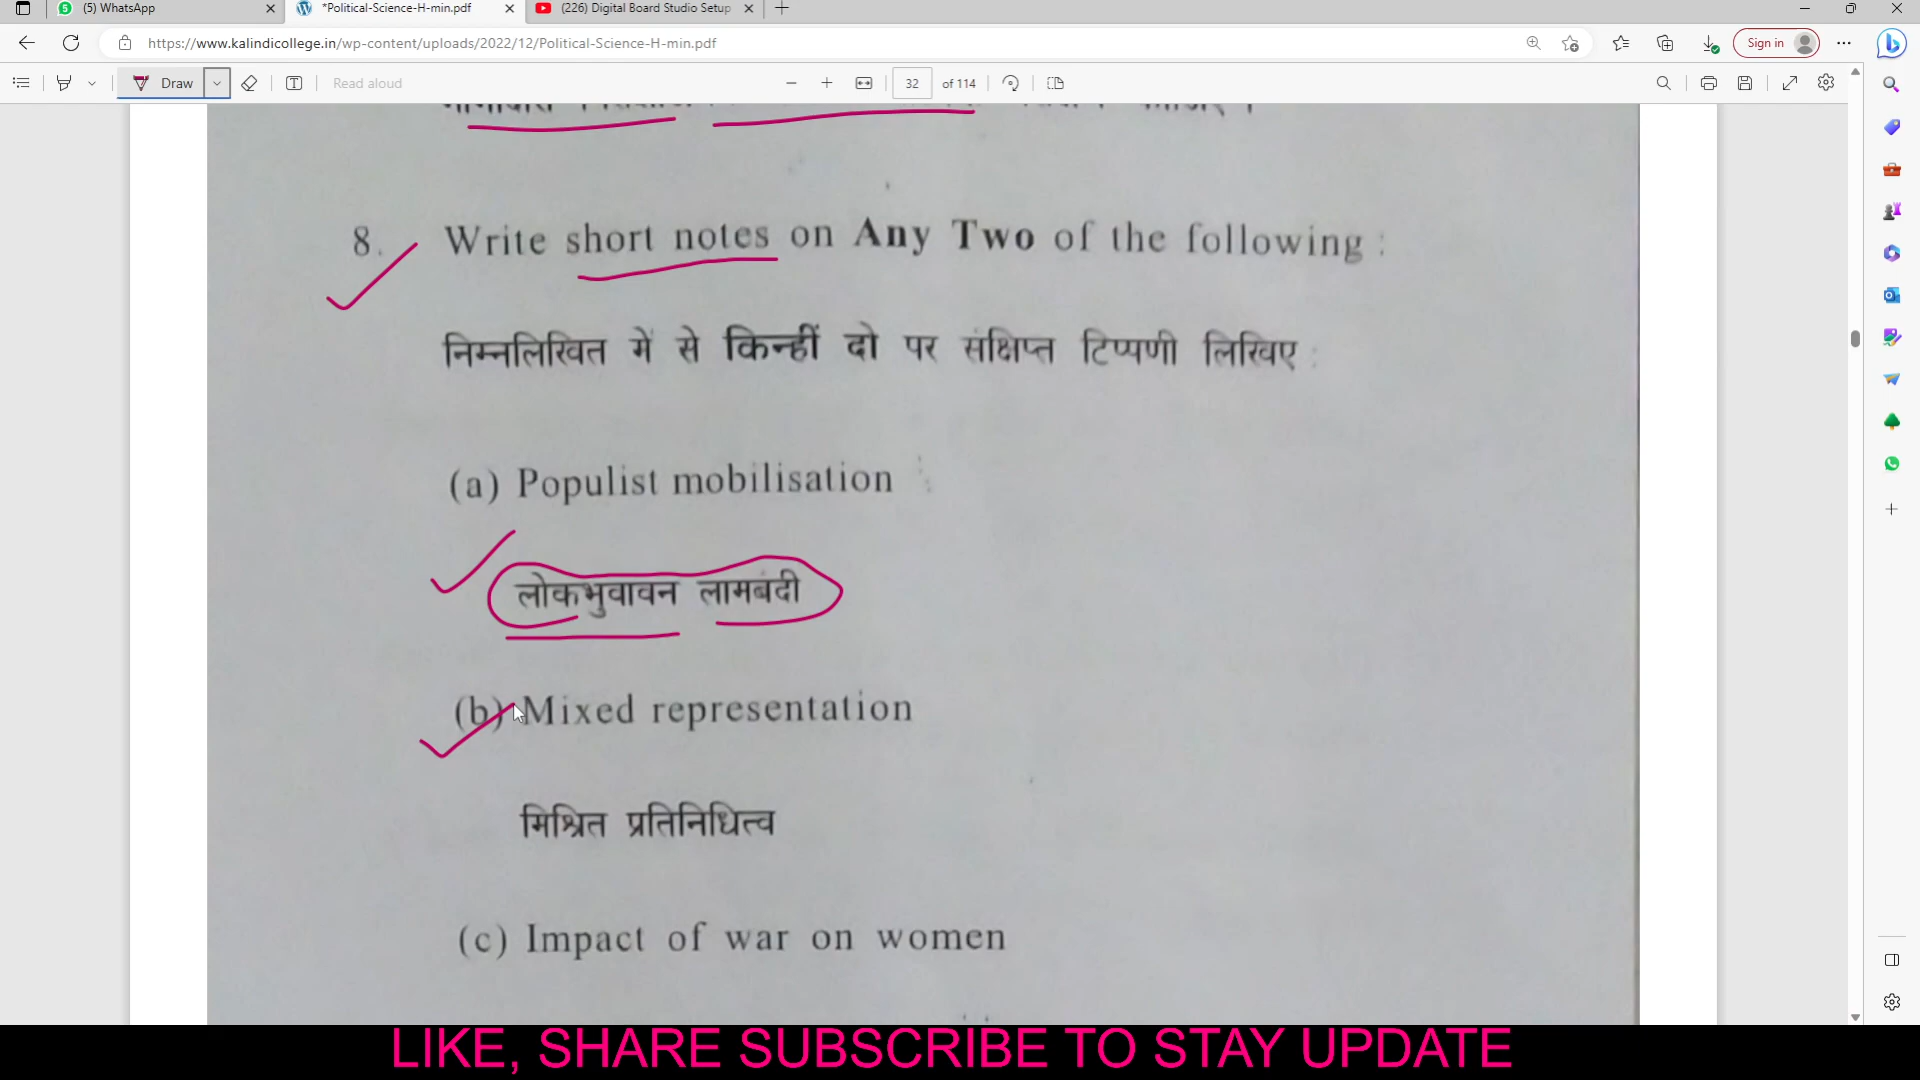 (5) WhatsApp
*Political-Science-H-min.pdf
(226) Digital Board Studio Setup
https://www.kalindicollege.in/wp-content/uploads/2022/12/Political-Science-H-min.pdf
Sign in
Draw
Read aloud
32 of 114
8. Write short notes on Any Two of the following :
निम्नलिखित में से किन्हीं दो पर संक्षिप्त टिप्पणी लिखिए :
(a) Populist mobilisation
लोकभुवावन लामबंदी
(b) Mixed representation
मिश्रित प्रतिनिधित्व
(c) Impact of war on women
LIKE, SHARE SUBSCRIBE TO STAY UPDATE